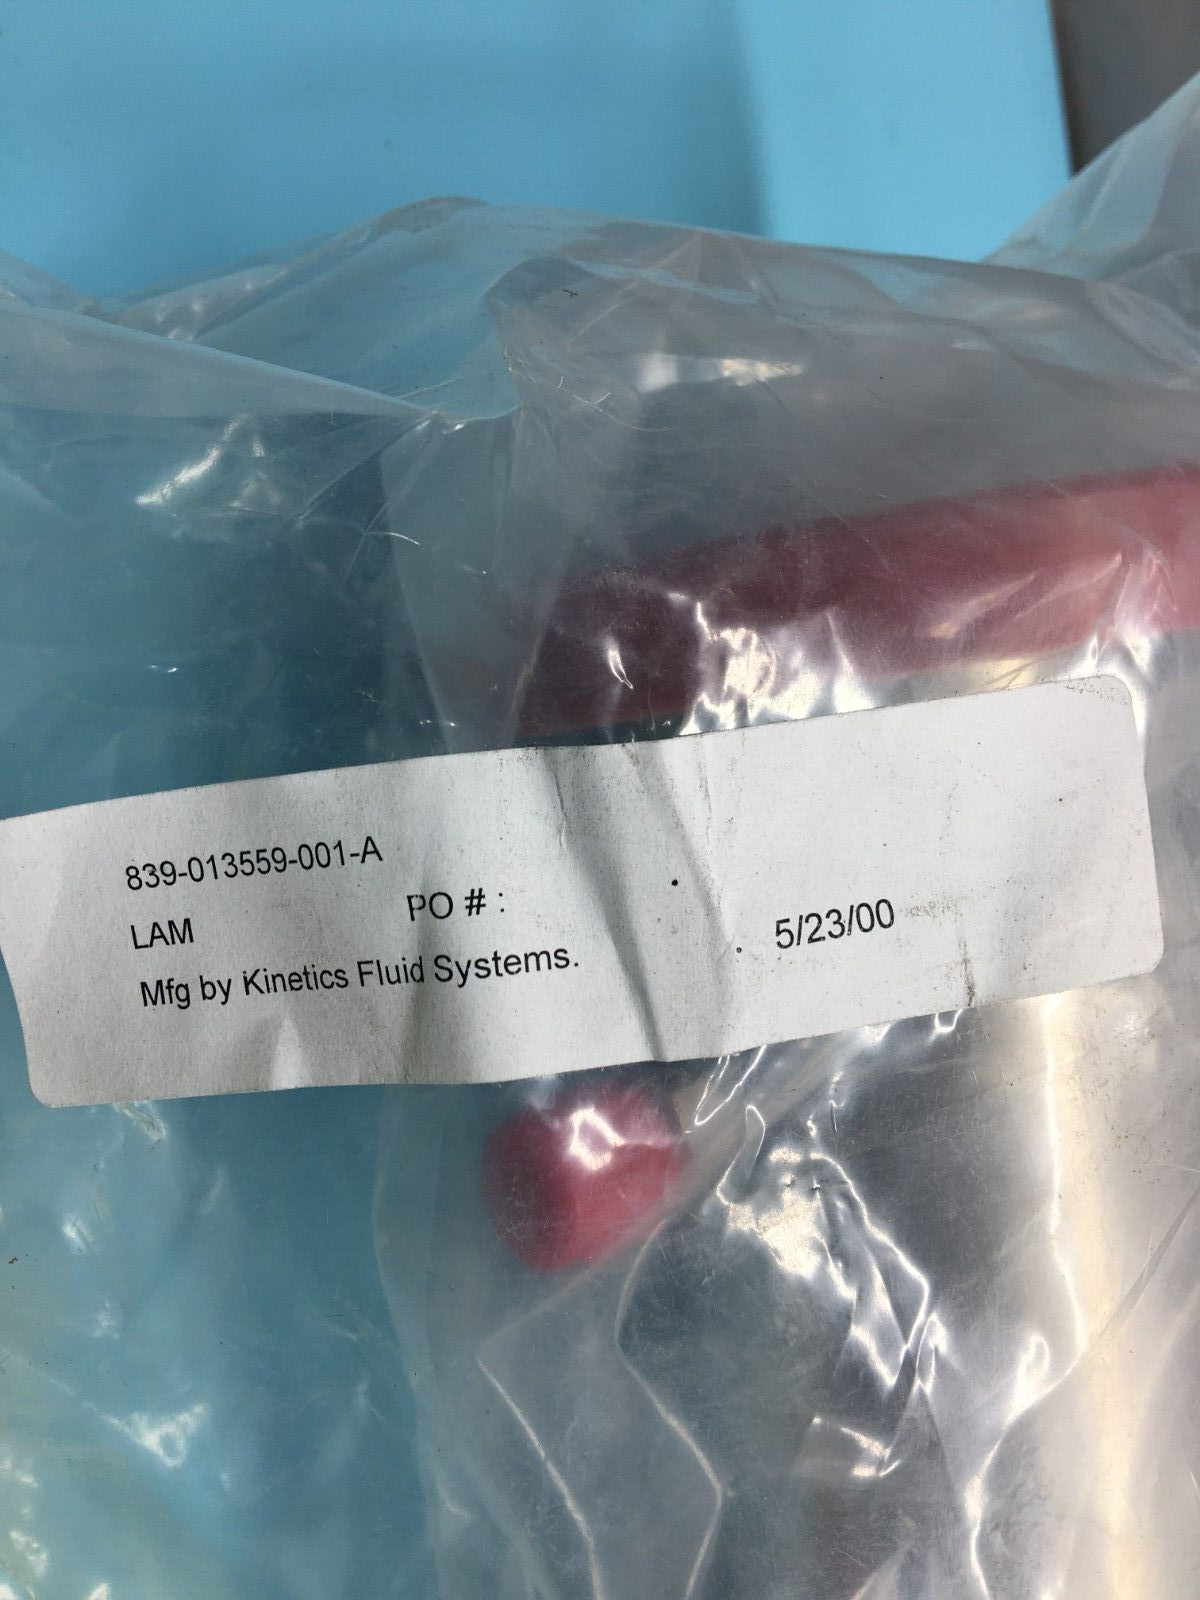 839-013559-001-A
LAM PO # :
Mfg by Kinetics Fluid Systems. 5/23/00